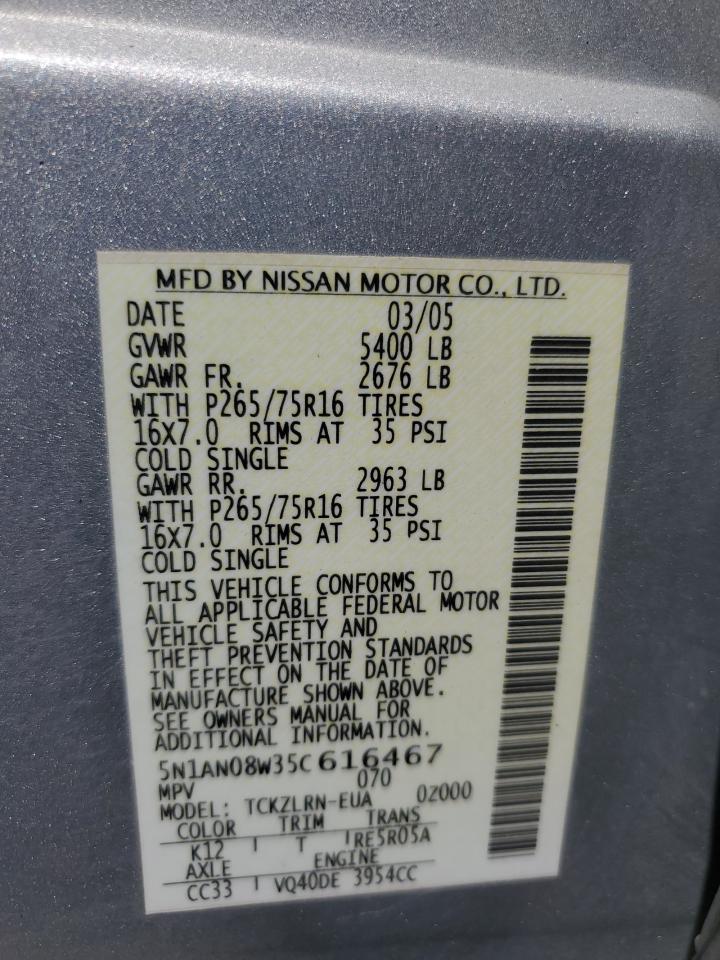 MFD BY NISSAN MOTOR CO., LTD.
DATE 03/05
GVWR 5400 LB
GAWR FR. 2676 LB
WITH P265/75R16 TIRES
16X7.0 RIMS AT 35 PSI
COLD SINGLE
GAWR RR. 2963 LB
WITH P265/75R16 TIRES
16X7.0 RIMS AT 35 PSI
COLD SINGLE
THIS VEHICLE CONFORMS TO
ALL APPLICABLE FEDERAL MOTOR
VEHICLE SAFETY AND
THEFT PREVENTION STANDARDS
IN EFFECT ON THE DATE OF
MANUFACTURE SHOWN ABOVE.
SEE OWNERS MANUAL FOR
ADDITIONAL INFORMATION.
5N1AN08W35C616467
MPV 070
MODEL: TCKZLRN-EUA 0Z000
COLOR TRIM TRANS
K12 T RE5R05A
AXLE ENGINE
CC33 VQ40DE 3954CC